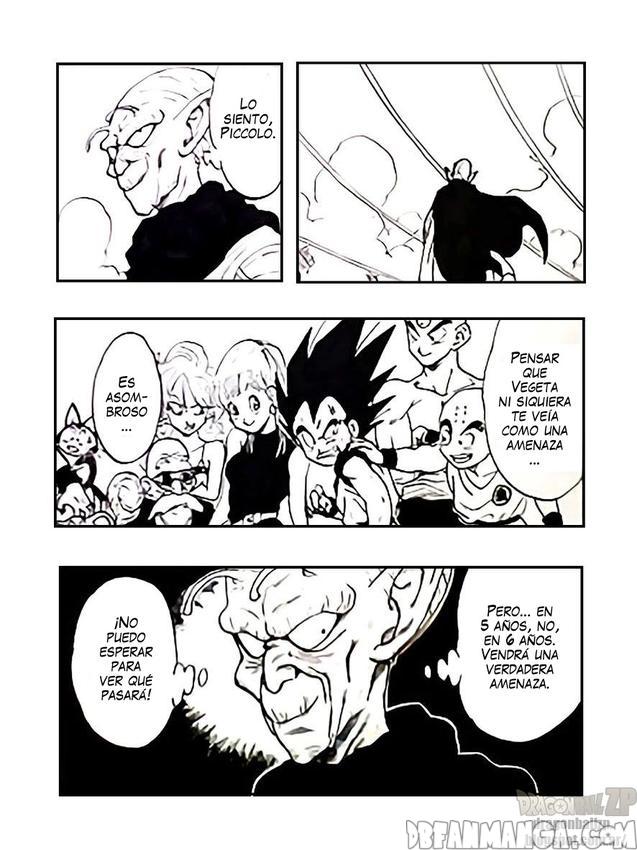 Lo
siento,
Piccolo.
Pensar
que
Vegeta
ni siquiera
te veía
como una
amenaza
...
Es
asom-
broso
...
Pero... en
5 años, no,
en 6 años.
Vendrá una
verdadera
amenaza.
¡No
puedo
esperar
para
ver qué
pasará!
DRAGONBALL ZP
DBFANMANGA.COM